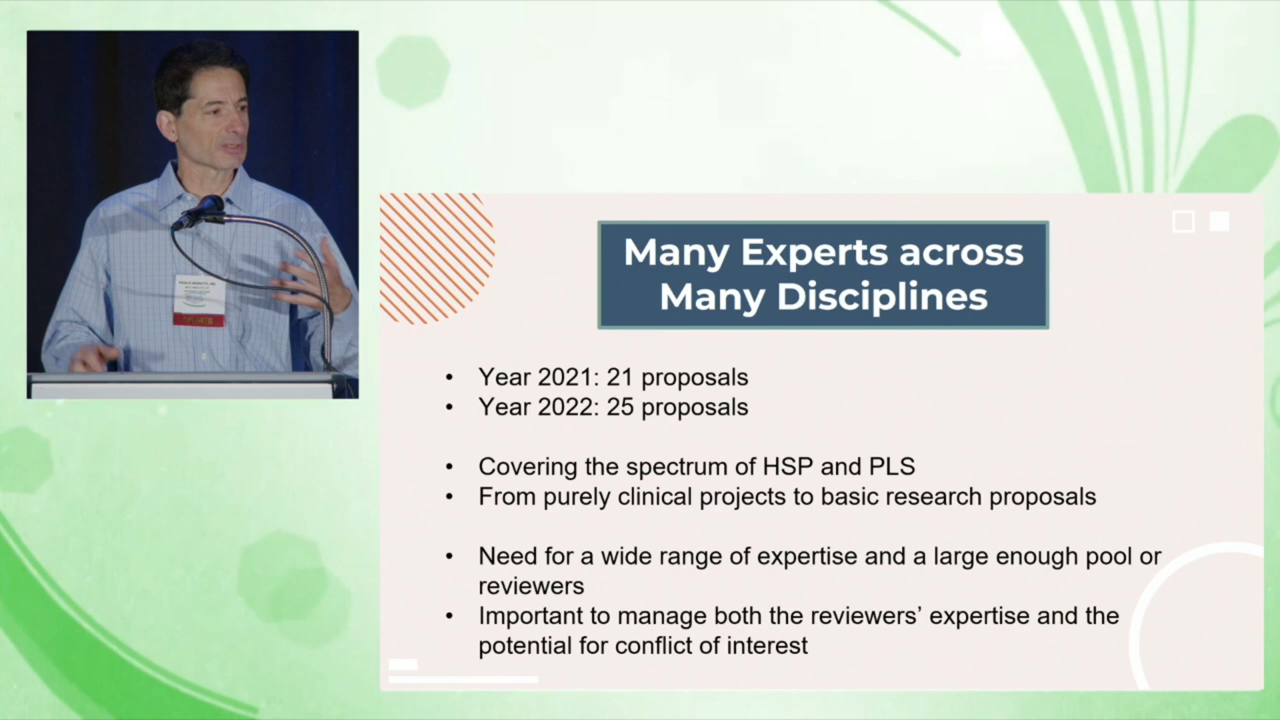 Many Experts across
Many Disciplines
• Year 2021: 21 proposals
• Year 2022: 25 proposals
• Covering the spectrum of HSP and PLS
• From purely clinical projects to basic research proposals
• Need for a wide range of expertise and a large enough pool or
reviewers
• Important to manage both the reviewers’ expertise and the
potential for conflict of interest